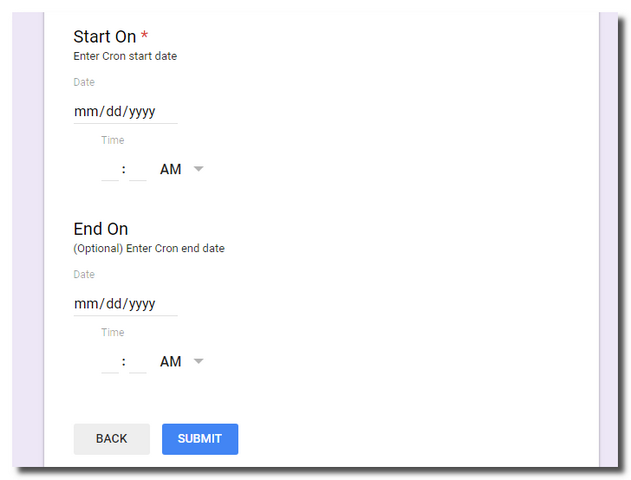 Start On *
Enter Cron start date
Date
mm/dd/yyyy
Time
: AM
End On
(Optional) Enter Cron end date
Date
mm/dd/yyyy
Time
: AM
BACK SUBMIT